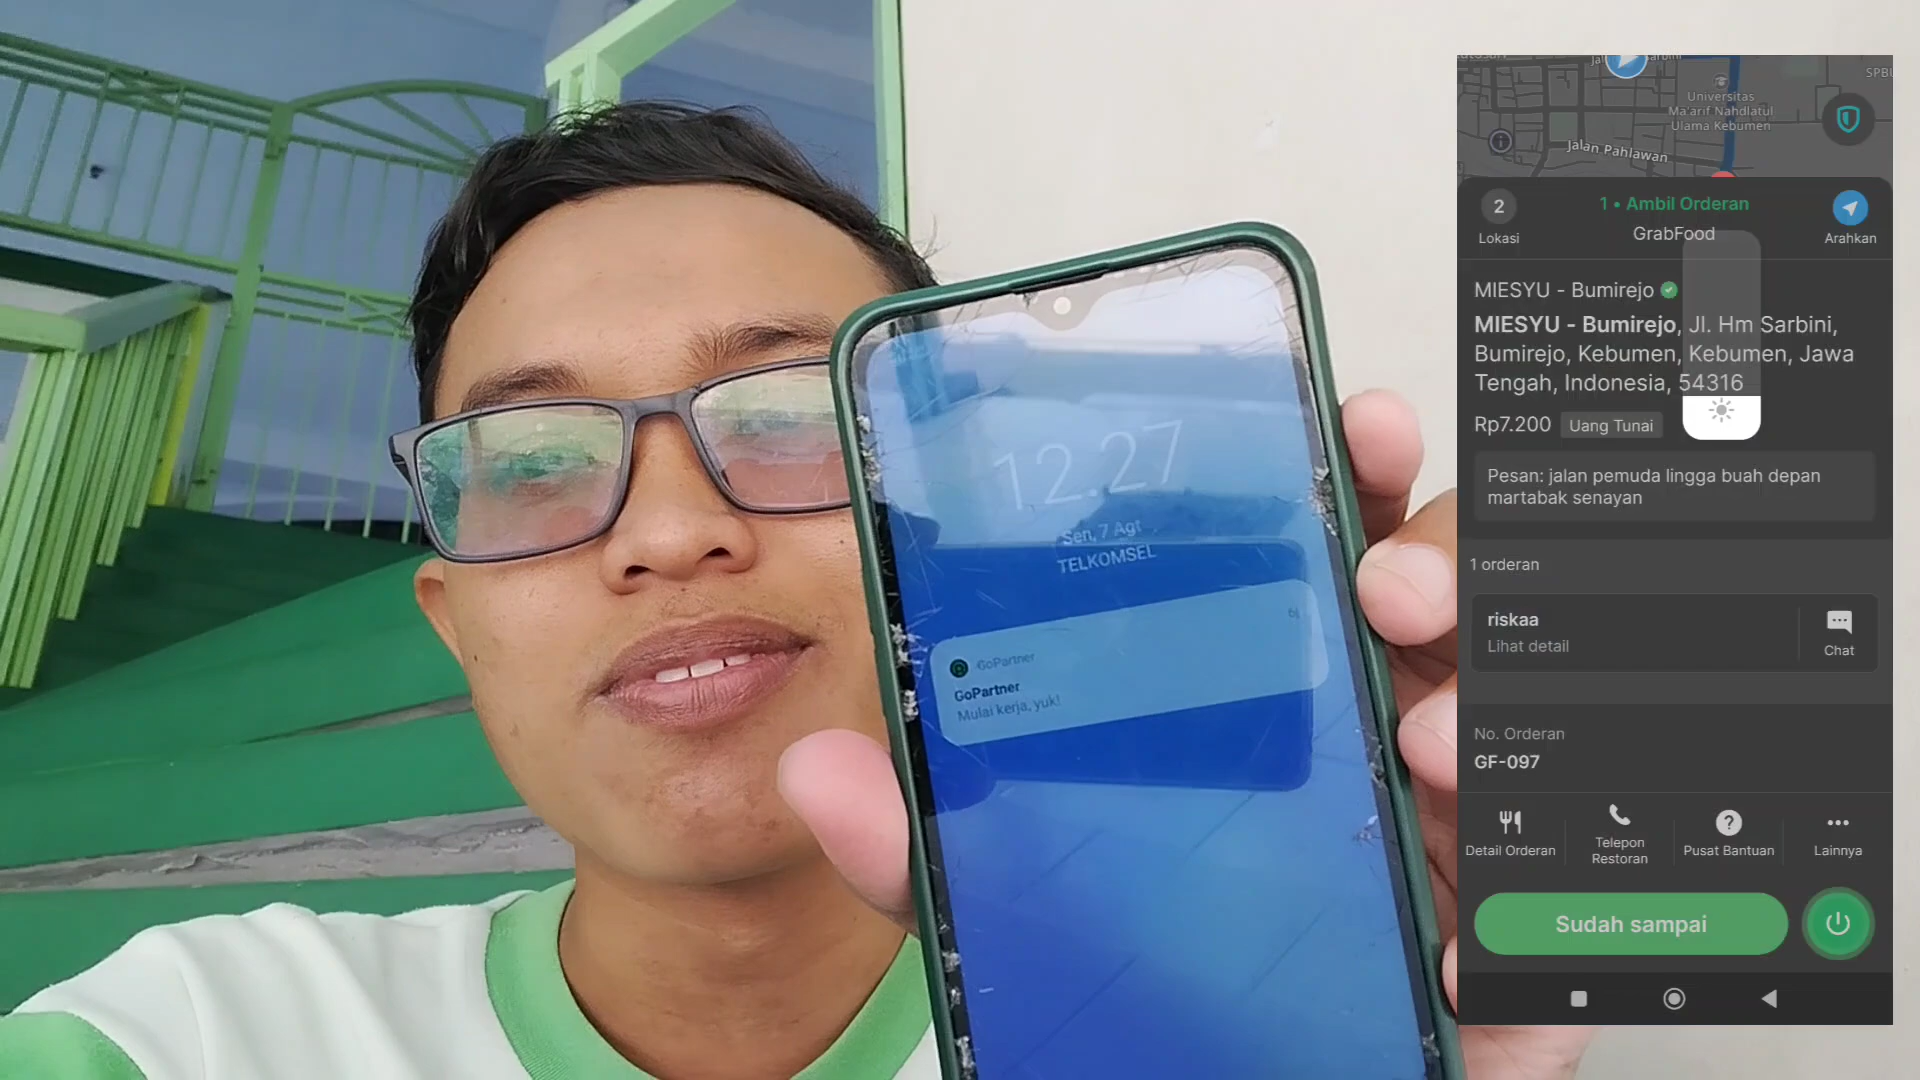 12.27
Sen, 7 Agt
TELKOMSEL
GoPartner
GoPartner
Mulai kerja, yuk!
SPBU
Universitas
Ma'arif Nahdlatul
Ulama Kebumen
Jalan Pahlawan
2
Lokasi
1 • Ambil Orderan
GrabFood
Arahkan
MIESYU - Bumirejo
MIESYU - Bumirejo, Jl. Hm Sarbini,
Bumirejo, Kebumen, Kebumen, Jawa
Tengah, Indonesia, 54316
Rp7.200
Uang Tunai
Pesan: jalan pemuda lingga buah depan
martabak senayan
1 orderan
riskaa
Lihat detail
Chat
No. Orderan
GF-097
Detail Orderan
Telepon
Restoran
Pusat Bantuan
Lainnya
Sudah sampai